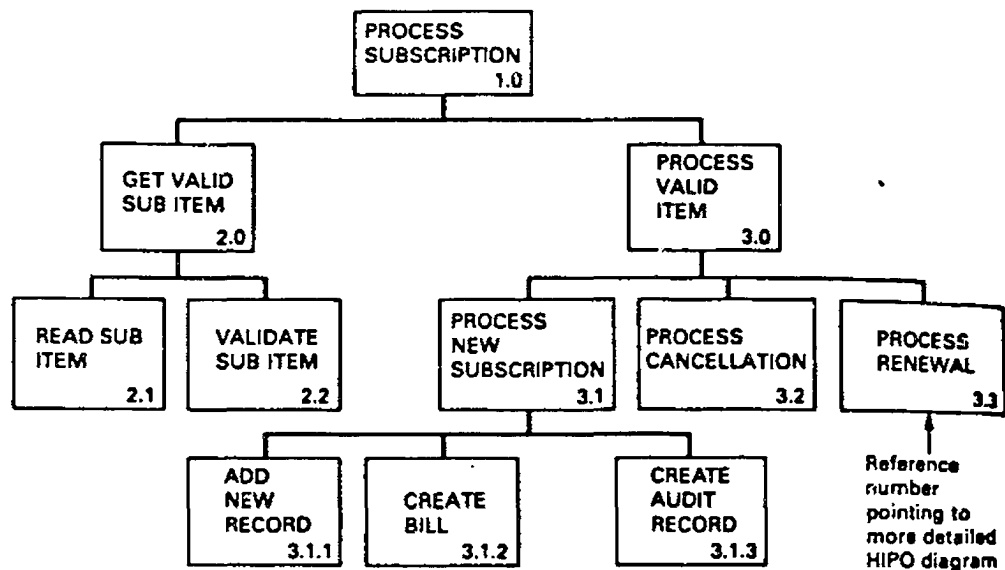 PROCESS
SUBSCRIPTION
1.0
GET VALID
SUB ITEM
2.0
PROCESS
VALID
ITEM
3.0
READ SUB
ITEM
2.1
VALIDATE
SUB ITEM
2.2
PROCESS
NEW
SUBSCRIPTION
3.1
PROCESS
CANCELLATION
3.2
PROCESS
RENEWAL
3.3
ADD
NEW
RECORD
3.1.1
CREATE
BILL
3.1.2
CREATE
AUDIT
RECORD
3.1.3
Reference
number
pointing to
more detailed
HIPO diagram